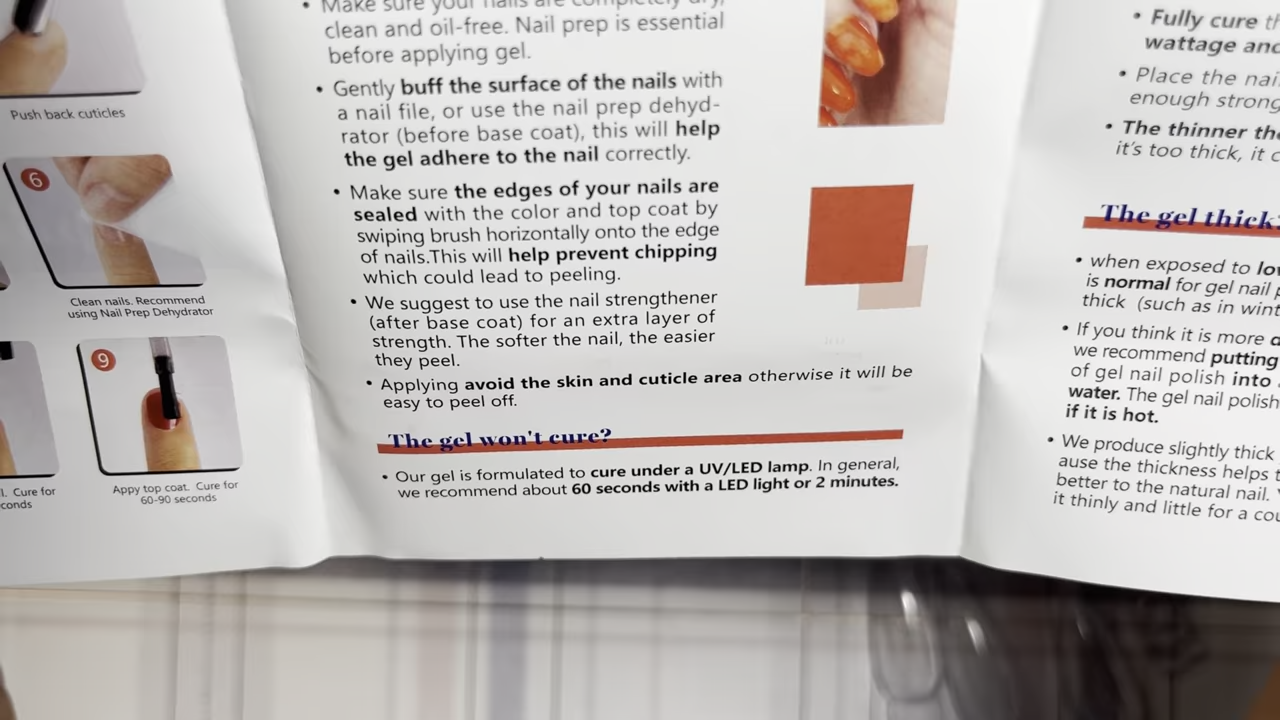 Push back cuticles
6
Clean nails. Recommend
using Nail Prep Dehydrator
9
Cure for
Appy top coat. Cure for
60-90 seconds
• Make sure your nails are completely dry,
clean and oil-free. Nail prep is essential
before applying gel.
• Gently buff the surface of the nails with
a nail file, or use the nail prep dehyd-
rator (before base coat), this will help
the gel adhere to the nail correctly.
• Make sure the edges of your nails are
sealed with the color and top coat by
swiping brush horizontally onto the edge
of nails.This will help prevent chipping
which could lead to peeling.
• We suggest to use the nail strengthener
(after base coat) for an extra layer of
strength. The softer the nail, the easier
they peel.
• Applying avoid the skin and cuticle area otherwise it will be
easy to peel off.
The gel won't cure?
• Our gel is formulated to cure under a UV/LED lamp. In general,
we recommend about 60 seconds with a LED light or 2 minutes.
• Fully cure
wattage and
• Place the
enough
• The thinner
it's too thick, it
The gel
• when exposed to
is normal for gel nail
thick (such as in
• If you think it is more
we recommend putting
of gel nail polish into
water. The gel nail polish
if it is hot.
• We produce slightly thick
ause the thickness helps
better to the natural nail.
it thinly and little for a